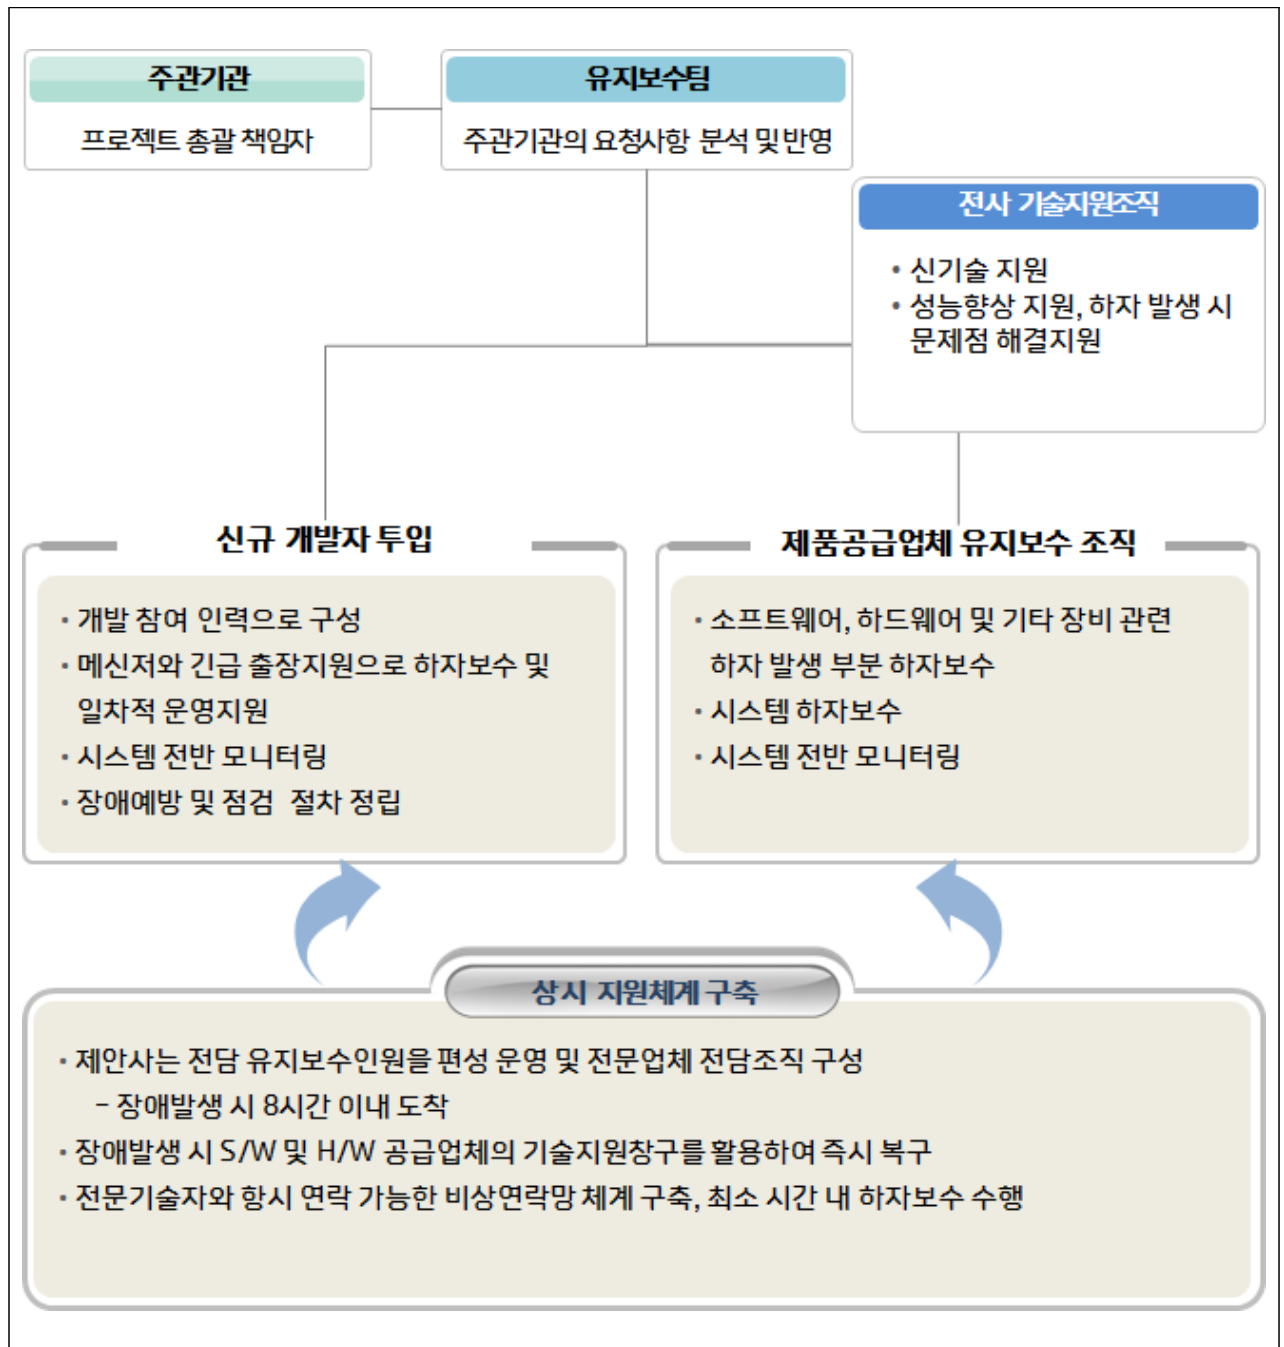 주관기관
프로젝트 총괄 책임자
유지보수팀
주관기관의 요청사항 분석 및 반영
전사 기술지원조직
• 신기술 지원
• 성능향상 지원, 하자 발생 시
문제점 해결지원
신규 개발자 투입
• 개발 참여 인력으로 구성
• 메신저와 긴급 출장지원으로 하자보수 및
일차적 운영지원
• 시스템 전반 모니터링
• 장애예방 및 점검 절차 정립
제품공급업체 유지보수 조직
• 소프트웨어, 하드웨어 및 기타 장비 관련
하자 발생 부분 하자보수
• 시스템 하자보수
• 시스템 전반 모니터링
상시 지원체계 구축
• 제안사는 전담 유지보수인원을 편성 운영 및 전문업체 전담조직 구성
- 장애발생 시 8시간 이내 도착
• 장애발생 시 S/W 및 H/W 공급업체의 기술지원창구를 활용하여 즉시 복구
• 전문기술자와 항시 연락 가능한 비상연락망 체계 구축, 최소 시간 내 하자보수 수행